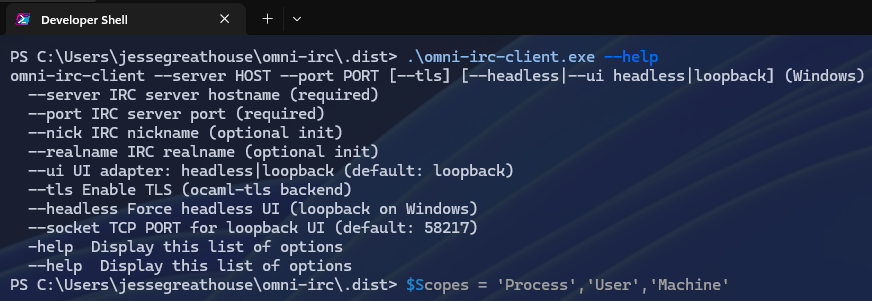 Developer Shell
PS C:\Users\jessegreathouse\omni-irc\.dist> .\omni-irc-client.exe --help
omni-irc-client --server HOST --port PORT [--tls] [--headless|--ui headless|loopback] (Windows)
  --server IRC server hostname (required)
  --port IRC server port (required)
  --nick IRC nickname (optional init)
  --realname IRC realname (optional init)
  --ui UI adapter: headless|loopback (default: loopback)
  --tls Enable TLS (ocaml-tls backend)
  --headless Force headless UI (loopback on Windows)
  --socket TCP PORT for loopback UI (default: 58217)
  -help  Display this list of options
  --help  Display this list of options
PS C:\Users\jessegreathouse\omni-irc\.dist> $Scopes = 'Process','User','Machine'